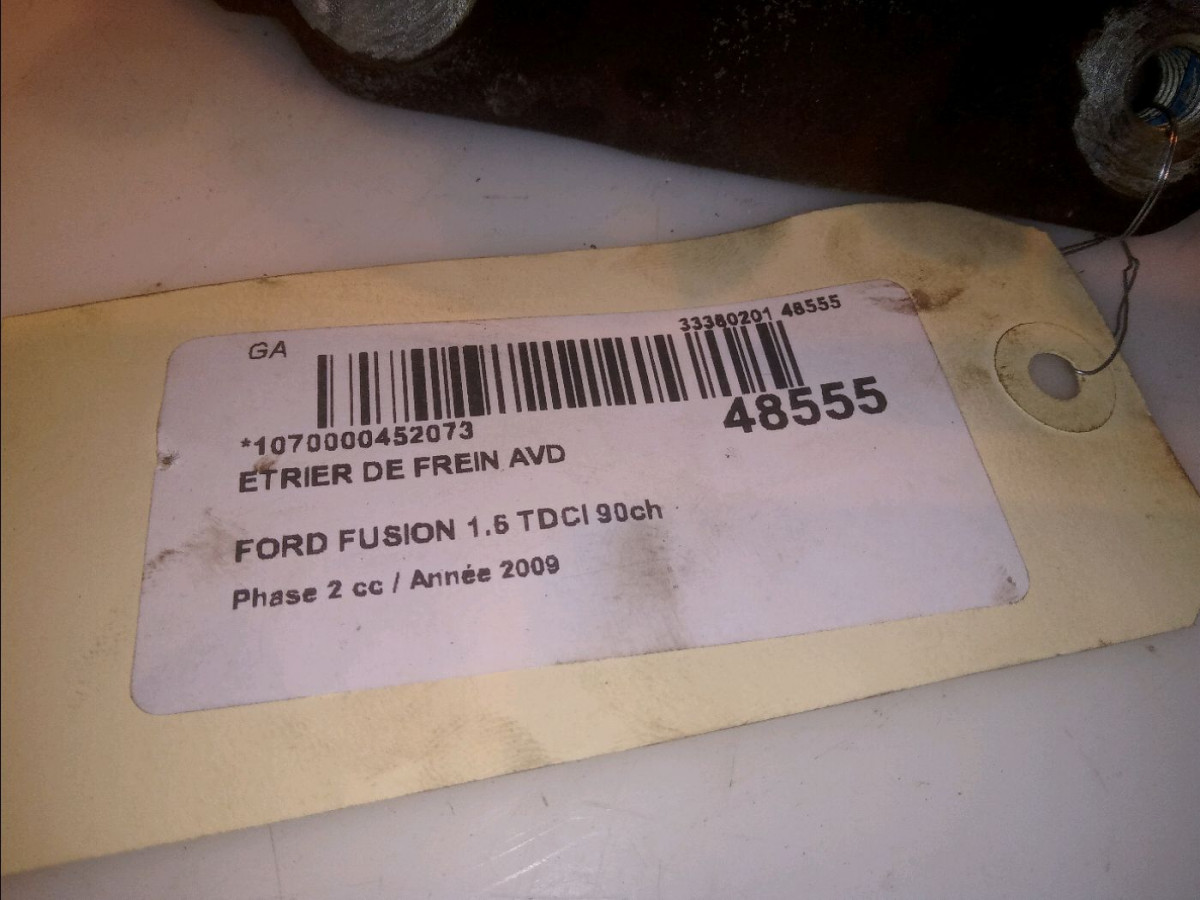 GA
33380201 48555
48555
*1070000452073
ETRIER DE FREIN AVD
FORD FUSION 1.6 TDCI 90ch
Phase 2 cc / Année 2009